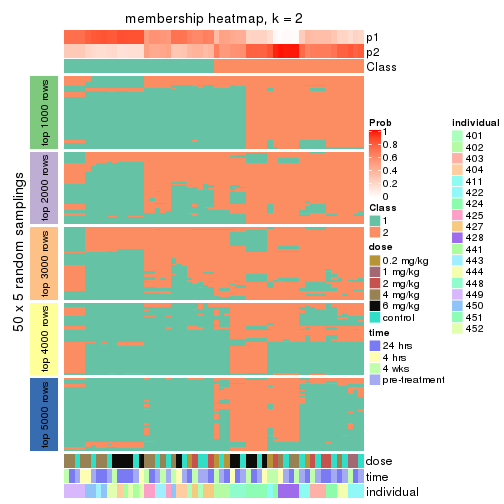 membership heatmap, k = 2
p1
p2
Class
50 x 5 random samplings
top 1000 rows
top 2000 rows
top 3000 rows
top 4000 rows
top 5000 rows
dose
time
individual
Prob
1
0.8
0.6
0.4
0.2
0
Class
1
2
dose
0.2 mg/kg
1 mg/kg
2 mg/kg
4 mg/kg
6 mg/kg
control
time
24 hrs
4 hrs
4 wks
pre-treatment
individual
401
402
403
404
411
422
424
425
427
428
441
443
444
448
449
450
451
452